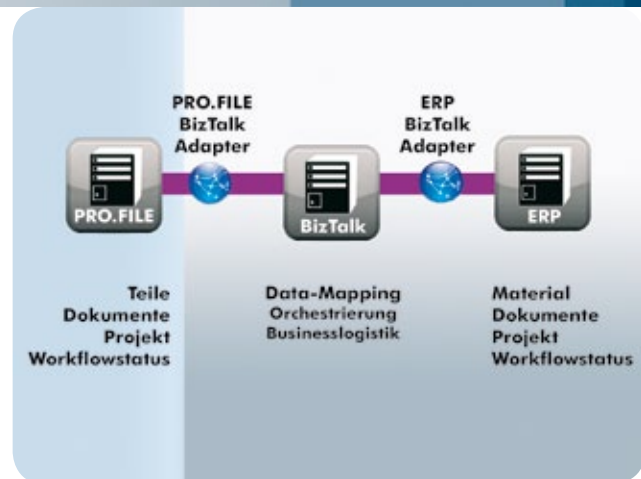 PRO.FILE
BizTalk
Adapter
ERP
BizTalk
Adapter
PRO.FILE
BizTalk
ERP
Teile
Dokumente
Projekt
Workflowstatus
Data-Mapping
Orchestrierung
Businesslogistik
Material
Dokumente
Projekt
Workflowstatus